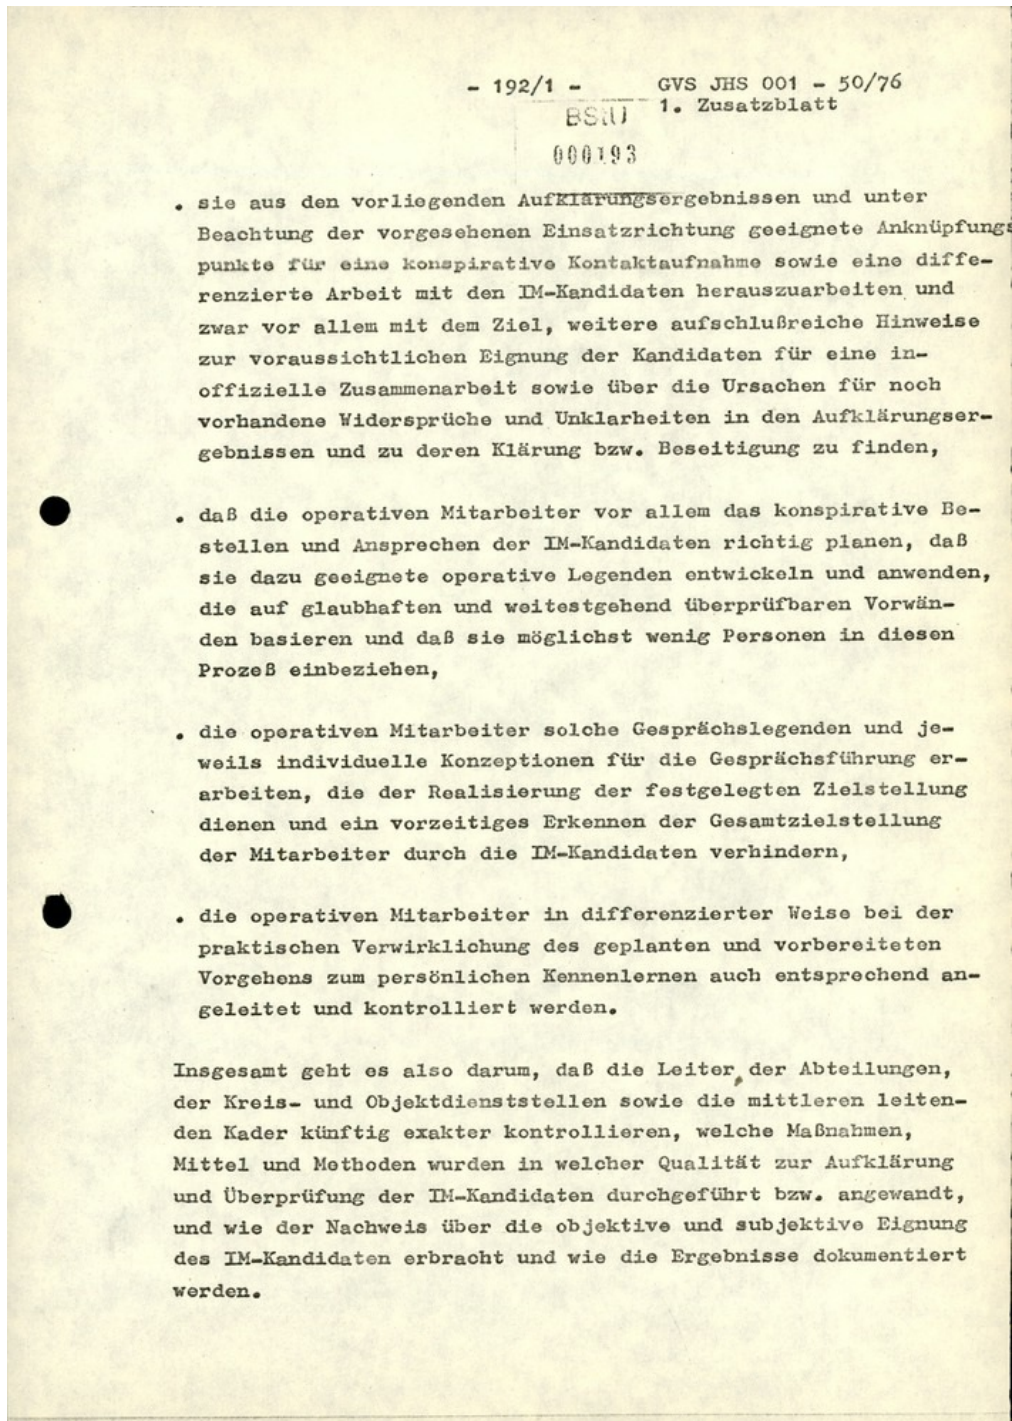 - 192/1 -
GVS JHS 001 - 50/76
1. Zusatzblatt
BStU
000193
. sie aus den vorliegenden Aufklärungsergebnissen und unter
Beachtung der vorgesehenen Einsatzrichtung geeignete Anknüpfungs
punkte für eine konspirative Kontaktaufnahme sowie eine diffe-
renzierte Arbeit mit den IM-Kandidaten herauszuarbeiten und
zwar vor allem mit dem Ziel, weitere aufschlußreiche Hinweise
zur voraussichtlichen Eignung der Kandidaten für eine in-
offizielle Zusammenarbeit sowie über die Ursachen für noch
vorhandene Widersprüche und Unklarheiten in den Aufklärungser-
gebnissen und zu deren Klärung bzw. Beseitigung zu finden,
. daß die operativen Mitarbeiter vor allem das konspirative Be-
stellen und Ansprechen der IM-Kandidaten richtig planen, daß
sie dazu geeignete operative Legenden entwickeln und anwenden,
die auf glaubhaften und weitestgehend überprüfbaren Vorwän-
den basieren und daß sie möglichst wenig Personen in diesen
Prozeß einbeziehen,
. die operativen Mitarbeiter solche Gesprächslegenden und je-
weils individuelle Konzeptionen für die Gesprächsführung er-
arbeiten, die der Realisierung der festgelegten Zielstellung
dienen und ein vorzeitiges Erkennen der Gesamtzielstellung
der Mitarbeiter durch die IM-Kandidaten verhindern,
. die operativen Mitarbeiter in differenzierter Weise bei der
praktischen Verwirklichung des geplanten und vorbereiteten
Vorgehens zum persönlichen Kennenlernen auch entsprechend an-
geleitet und kontrolliert werden.
Insgesamt geht es also darum, daß die Leiter der Abteilungen,
der Kreis- und Objektdienststellen sowie die mittleren leiten-
den Kader künftig exakter kontrollieren, welche Maßnahmen,
Mittel und Methoden wurden in welcher Qualität zur Aufklärung
und Überprüfung der IM-Kandidaten durchgeführt bzw. angewandt,
und wie der Nachweis über die objektive und subjektive Eignung
des IM-Kandidaten erbracht und wie die Ergebnisse dokumentiert
werden.